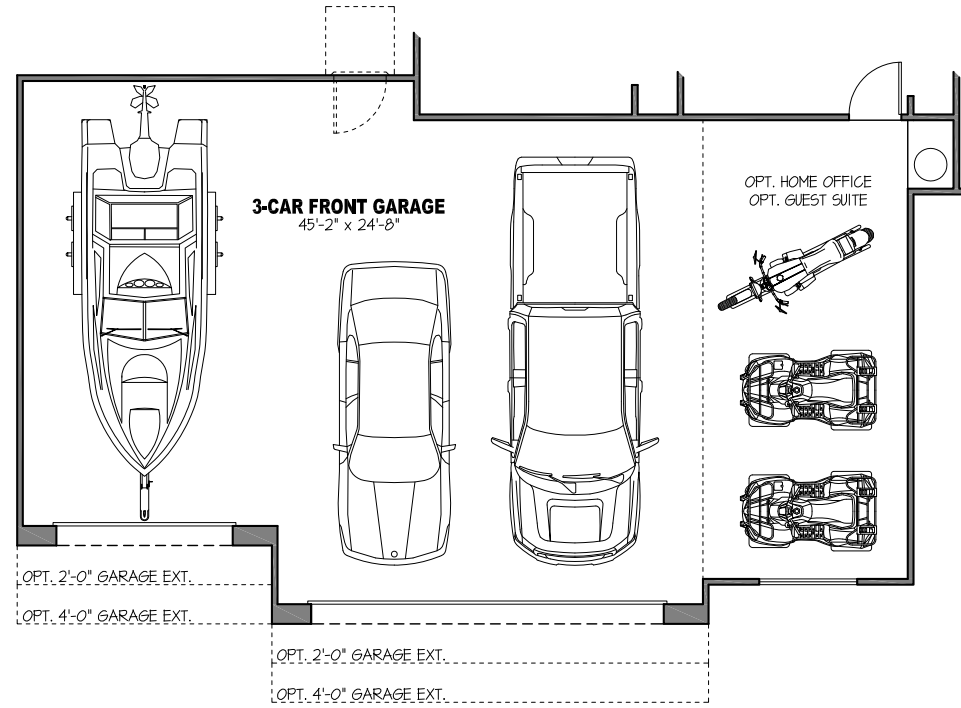 OPT. HOME OFFICE
OPT. GUEST SUITE
3-CAR FRONT GARAGE
45'-2" x 24'-8"
OPT. 2'-0" GARAGE EXT.
OPT. 4'-0" GARAGE EXT.
OPT. 2'-0" GARAGE EXT.
OPT. 4'-0" GARAGE EXT.